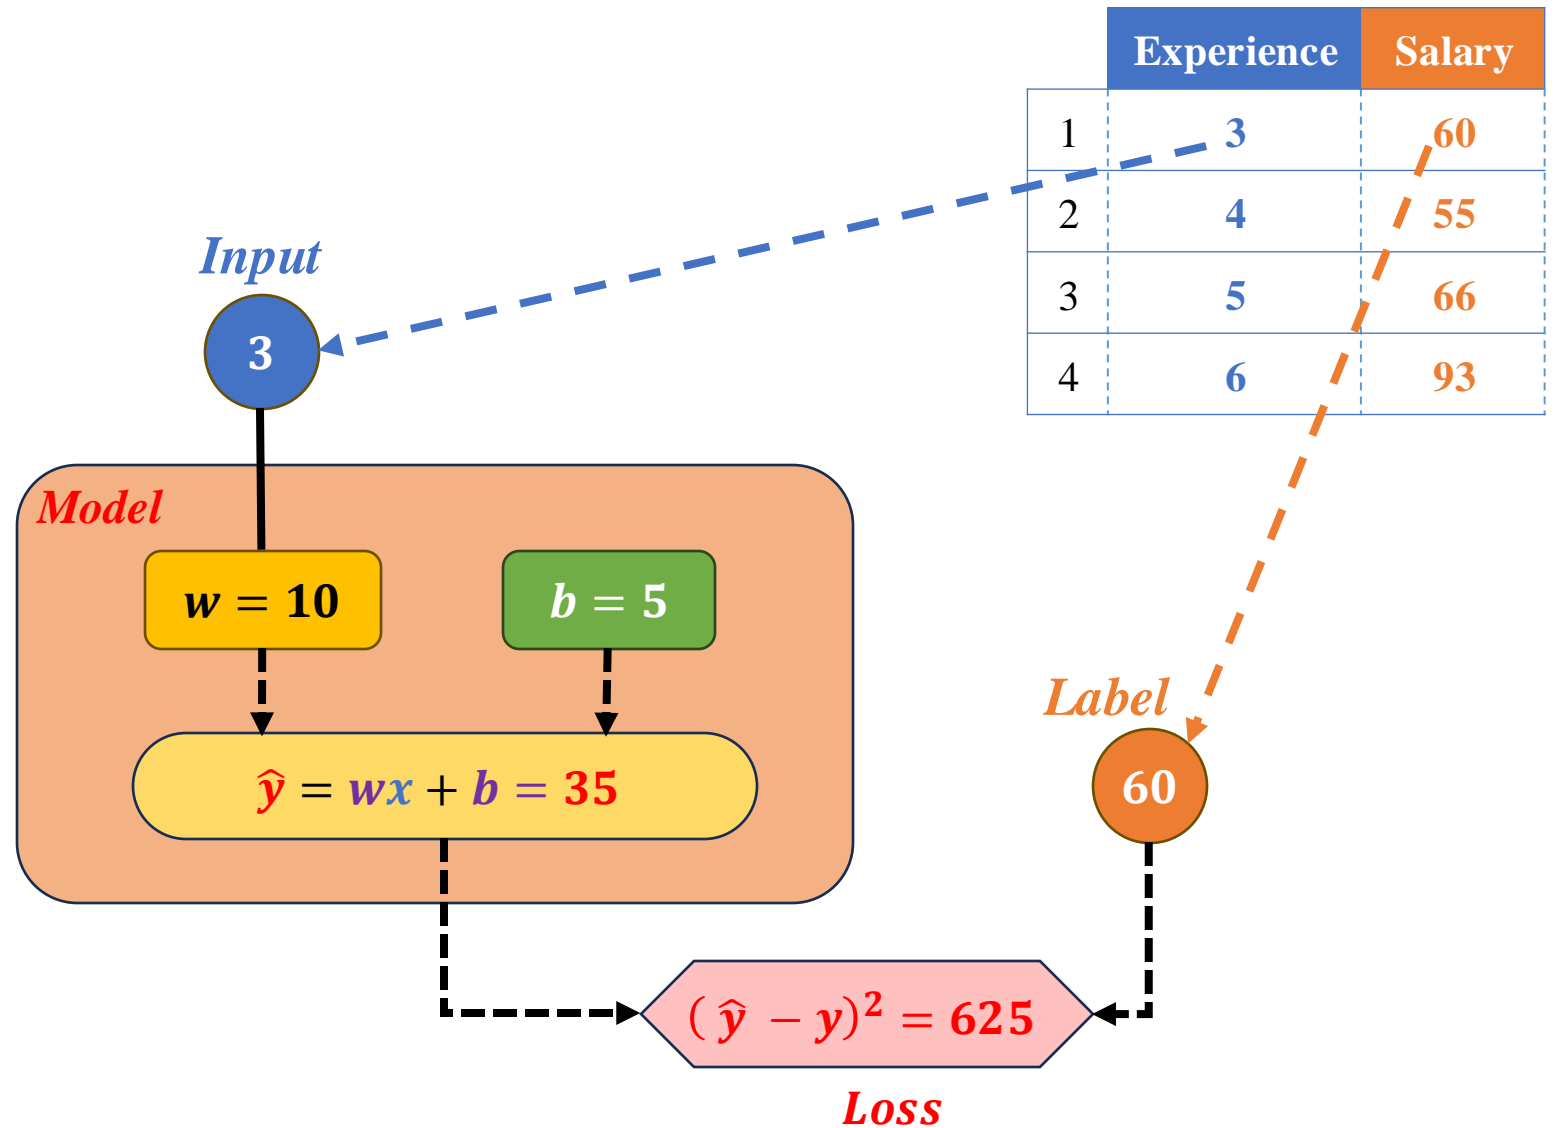 Experience Salary
1 3 60
2 4 55
3 5 66
4 6 93
Input
3
Model
w = 10
b = 5
ŷ = wx + b = 35
Label
60
( ŷ − y)² = 625
Loss